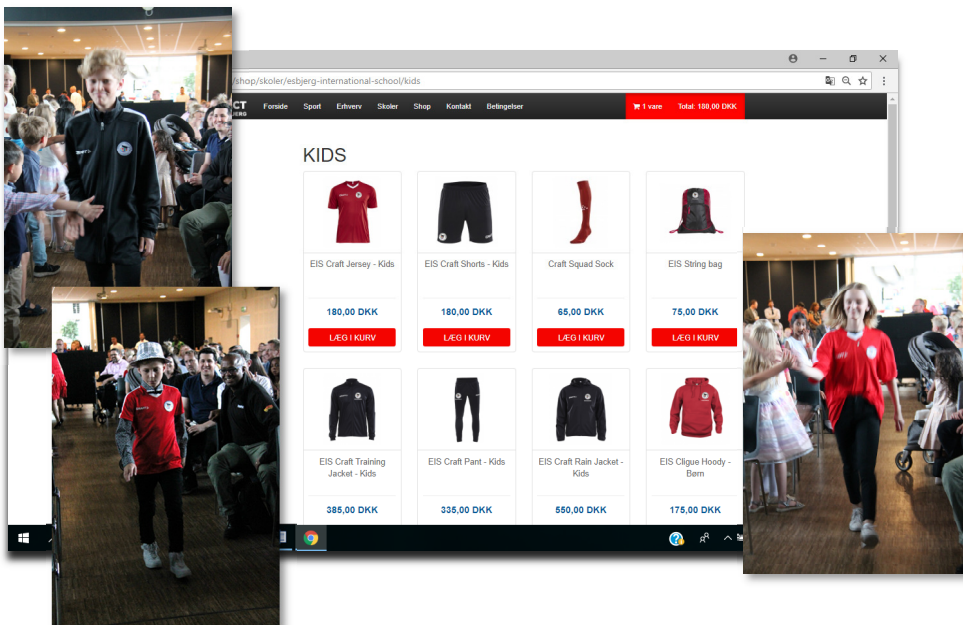 /shop/skoler/esbjerg-international-school/kids
CT
JERG
Forside Sport Erhverv Skoler Shop Kontakt Betingelser
1 vare Total: 180,00 DKK
KIDS
EIS Craft Jersey - Kids
180,00 DKK
LÆG I KURV
EIS Craft Shorts - Kids
180,00 DKK
LÆG I KURV
Craft Squad Sock
65,00 DKK
LÆG I KURV
EIS String bag
75,00 DKK
LÆG I KURV
EIS Craft Training
Jacket - Kids
385,00 DKK
EIS Craft Pant - Kids
335,00 DKK
EIS Craft Rain Jacket -
Kids
550,00 DKK
EIS Cligue Hoody -
Børn
175,00 DKK